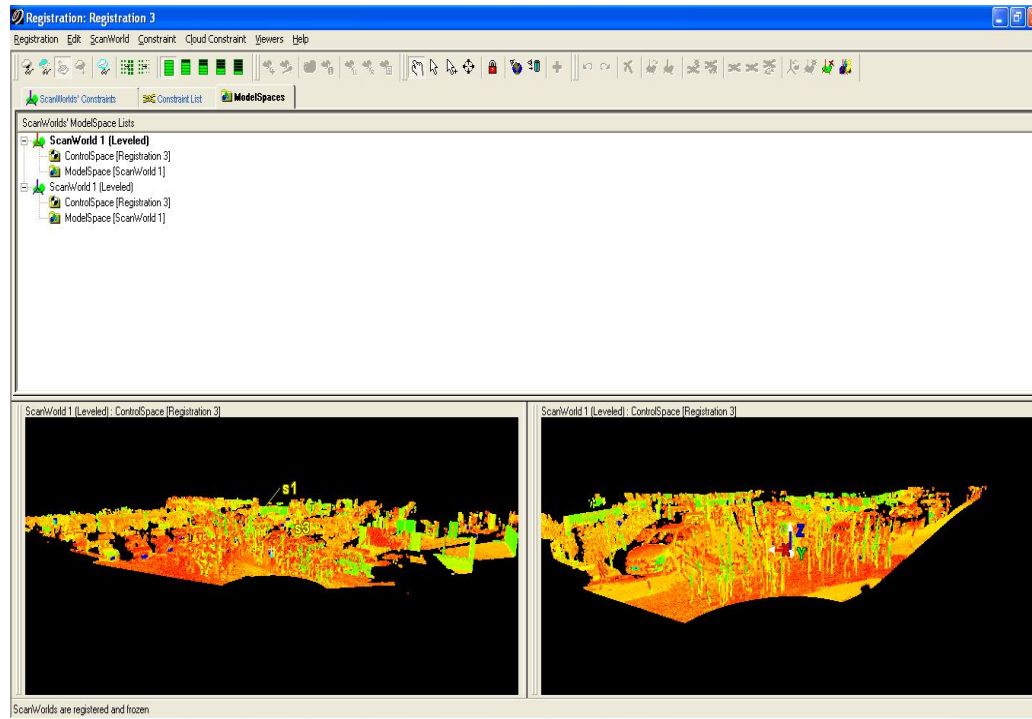 Registration: Registration 3
Registration Edit ScanWorld Constraint Cloud Constraint Viewers Help
ScanWorlds' Constraints Constraint List ModelSpaces
ScanWorlds' ModelSpace Lists
ScanWorld 1 (Leveled)
ControlSpace [Registration 3]
ModelSpace [ScanWorld 1]
ScanWorld 1 (Leveled)
ControlSpace [Registration 3]
ModelSpace [ScanWorld 1]
ScanWorld 1 (Leveled) : ControlSpace [Registration 3] ScanWorld 1 (Leveled) : ControlSpace [Registration 3]
s1
s3
Z
X Y
ScanWorlds are registered and frozen